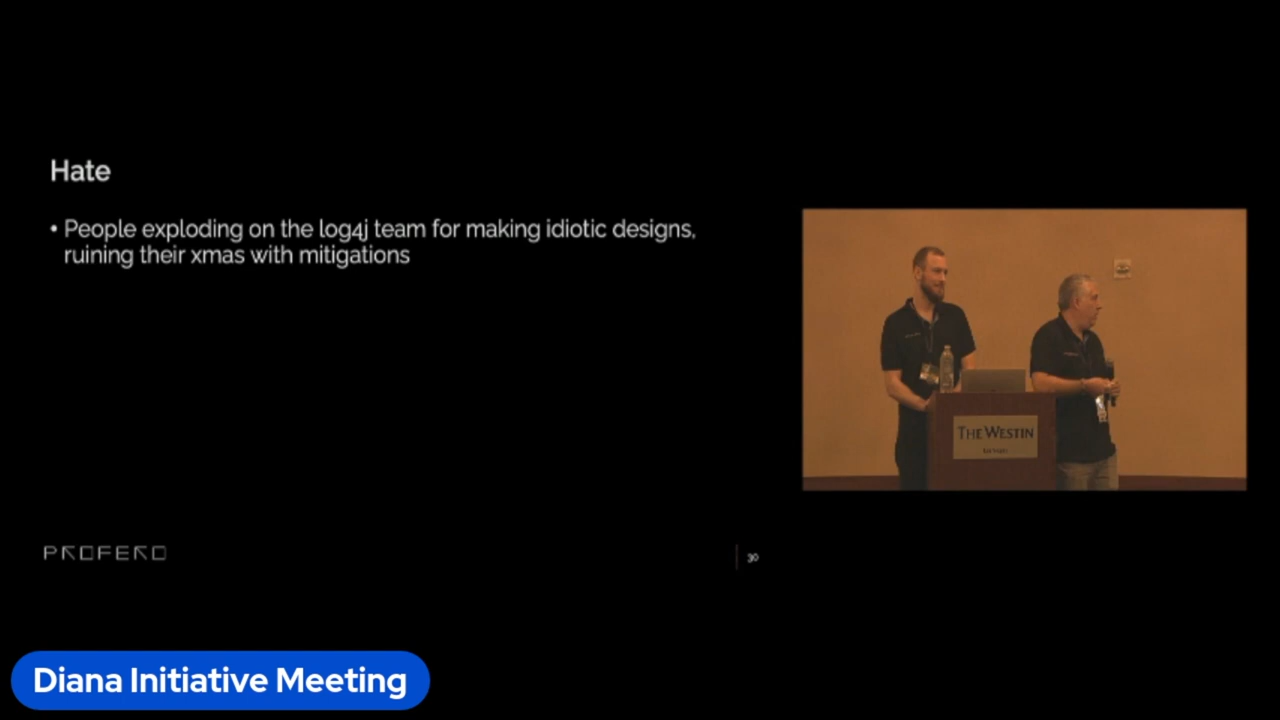 Hate
• People exploding on the log4j team for making idiotic designs,
ruining their xmas with mitigations
THE WESTIN
PROFERO
30
Diana Initiative Meeting